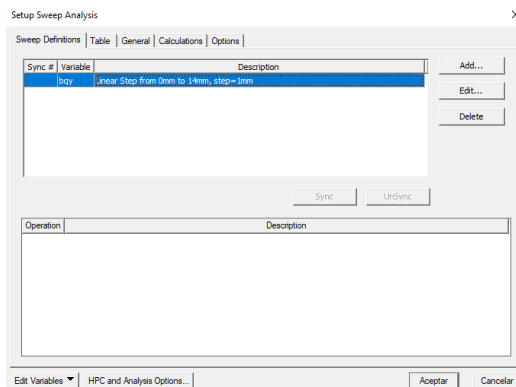 Setup Sweep Analysis
Sweep Definitions Table General Calculations Options
Sync # Variable Description
bqy Linear Step from 0mm to 14mm, step=1mm
Add...
Edit...
Delete
Sync UnSync
Operation Description
Edit Variables HPC and Analysis Options... Aceptar Cancelar